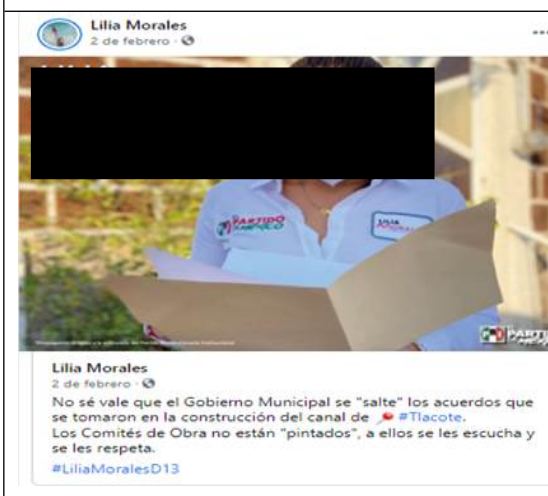 Lilia Morales
2 de febrero
PARTIDO
LILIA
PARTI
Lilia Morales
2 de febrero
No sé vale que el Gobierno Municipal se "salte" los acuerdos que
se tomaron en la construcción del canal de #Tlacote.
Los Comités de Obra no están "pintados", a ellos se les escucha y
se les respeta.
#LiliaMoralesD13